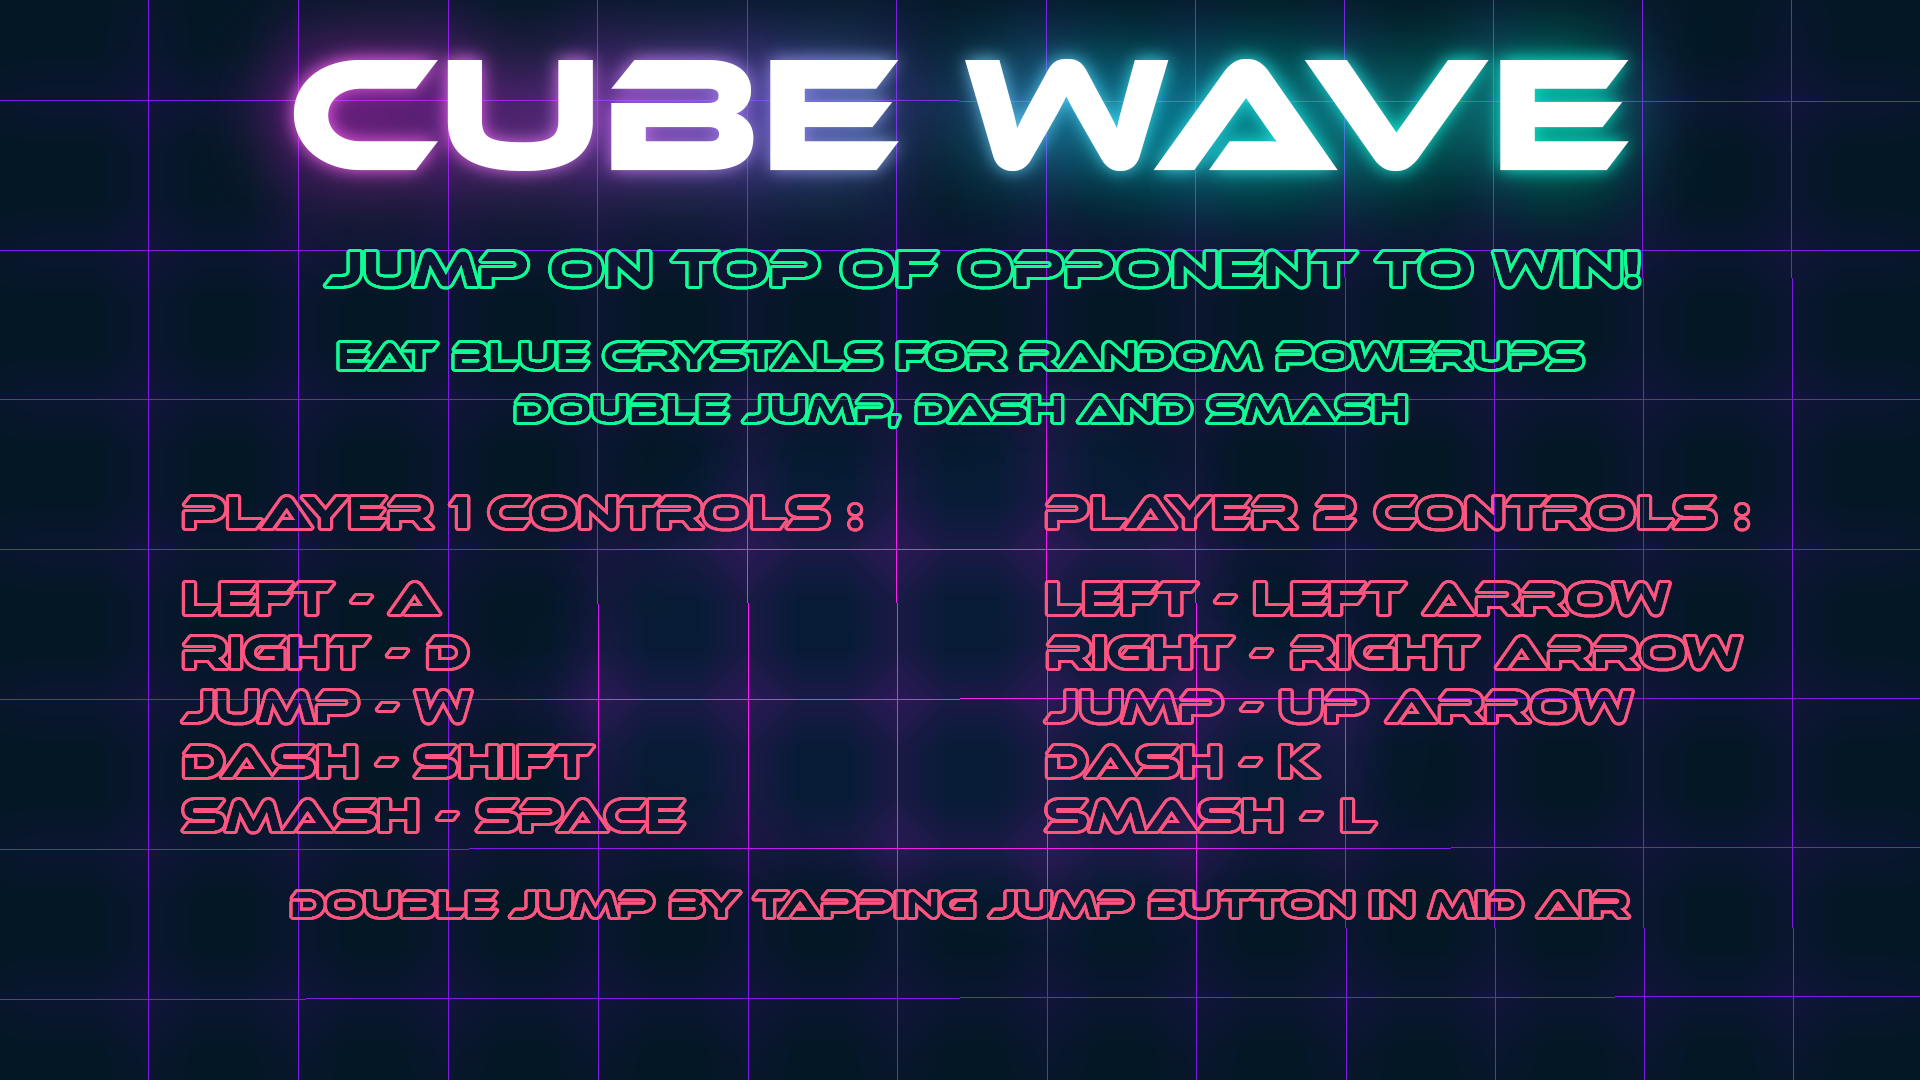 CUBE WAVE
JUMP ON TOP OF OPPONENT TO WIN!
EAT BLUE CRYSTALS FOR RANDOM POWERUPS
DOUBLE JUMP, DASH AND SMASH
PLAYER 1 CONTROLS :
LEFT - A
RIGHT - D
JUMP - W
DASH - SHIFT
SMASH - SPACE
PLAYER 2 CONTROLS :
LEFT - LEFT ARROW
RIGHT - RIGHT ARROW
JUMP - UP ARROW
DASH - K
SMASH - L
DOUBLE JUMP BY TAPPING JUMP BUTTON IN MID AIR